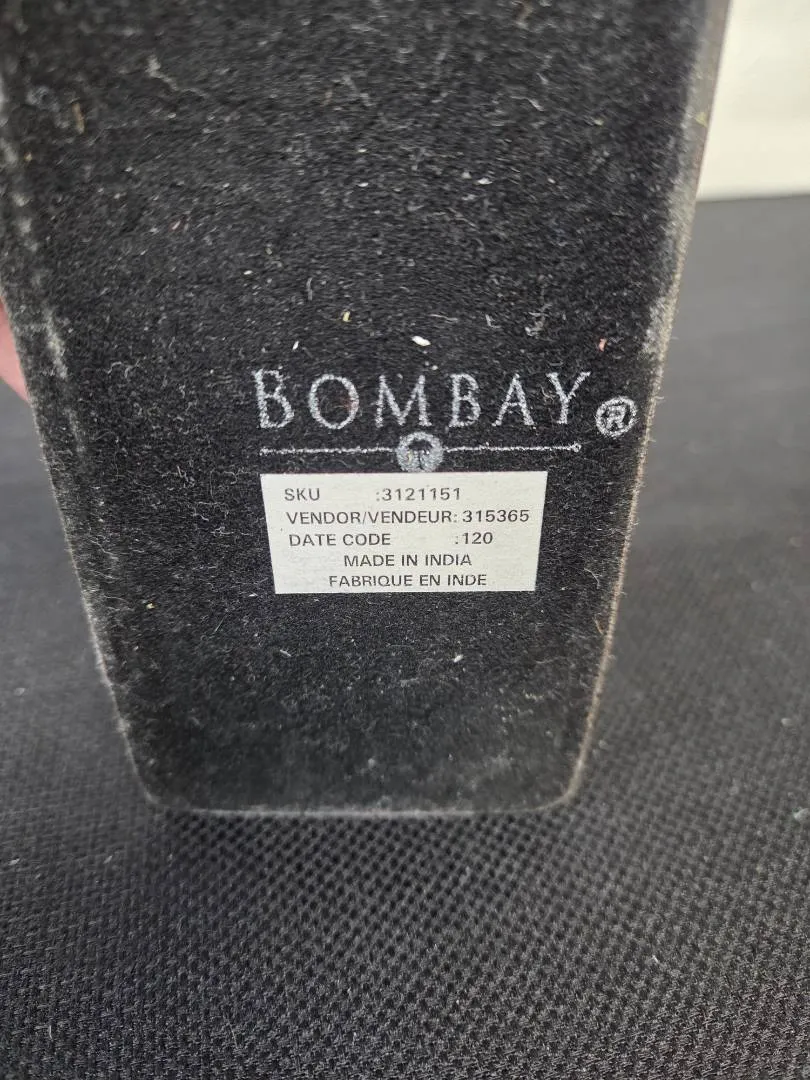 BOMBAY®
SKU :3121151
VENDOR/VENDEUR: 315365
DATE CODE :120
MADE IN INDIA
FABRIQUE EN INDE